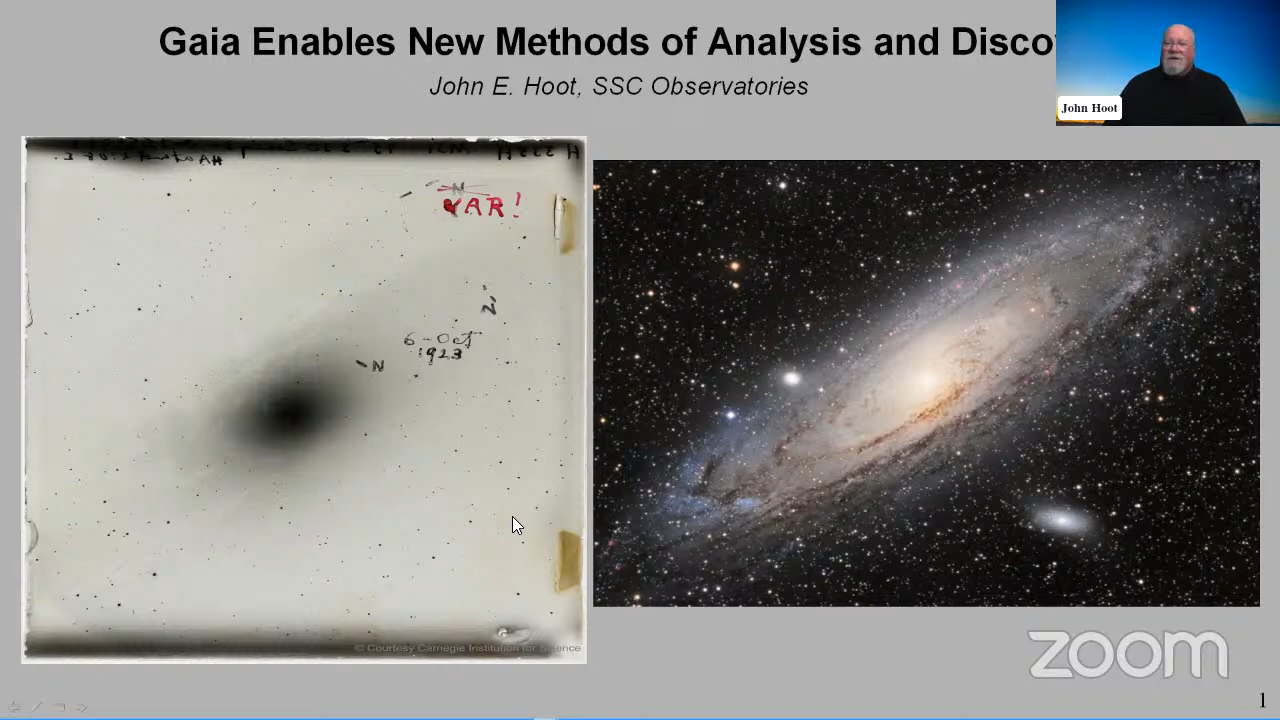 Gaia Enables New Methods of Analysis and Disco
John E. Hoot, SSC Observatories
John Hoot
N
VAR!
N
6-Oct
1923
N
© Courtesy Carnegie Institution for Science
zoom
1